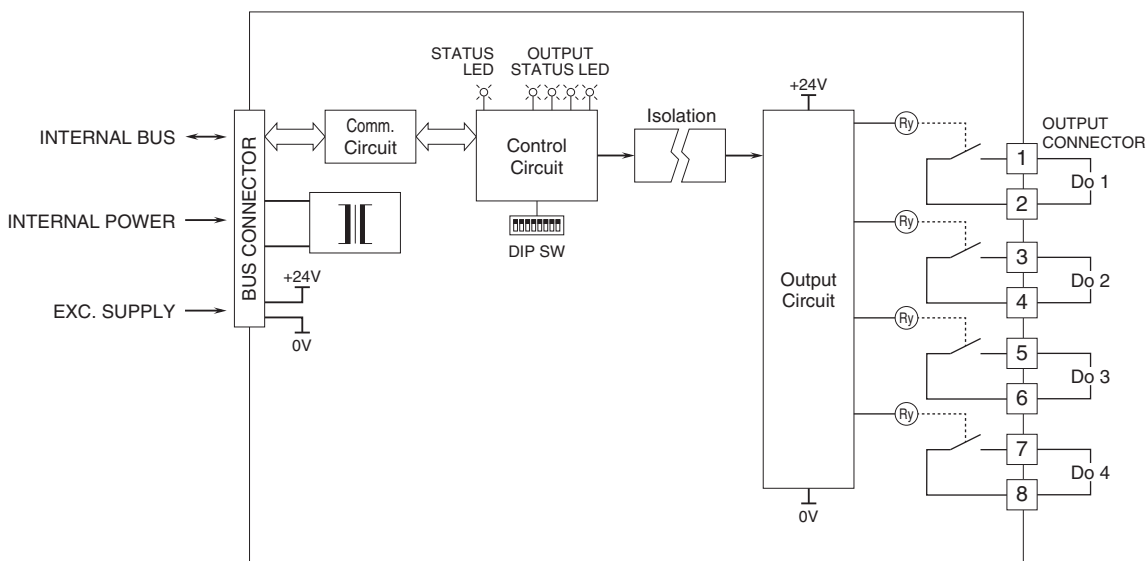 STATUS
LED
OUTPUT
STATUS LED
+24V
Isolation
INTERNAL BUS
BUS CONNECTOR
Comm.
Circuit
Control
Circuit
Ry
OUTPUT
CONNECTOR
1
Do 1
2
INTERNAL POWER
DIP SW
Ry
3
Do 2
4
+24V
EXC. SUPPLY
0V
Output
Circuit
Ry
5
Do 3
6
Ry
7
Do 4
8
0V